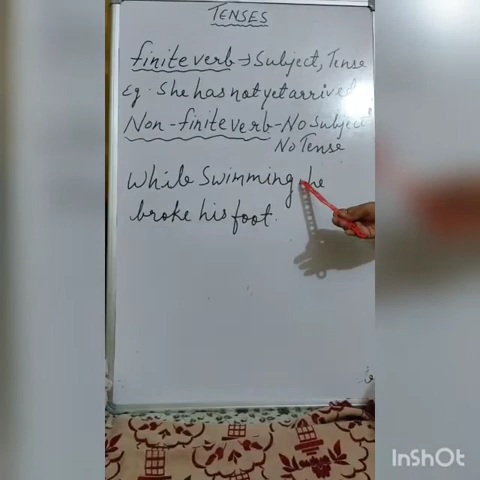 TENSES
finite verb → Subject, Tense
Eg. She has not yet arrived
Non-finite verb - No Subject
No Tense
While Swimming he
broke his foot.
InShOt